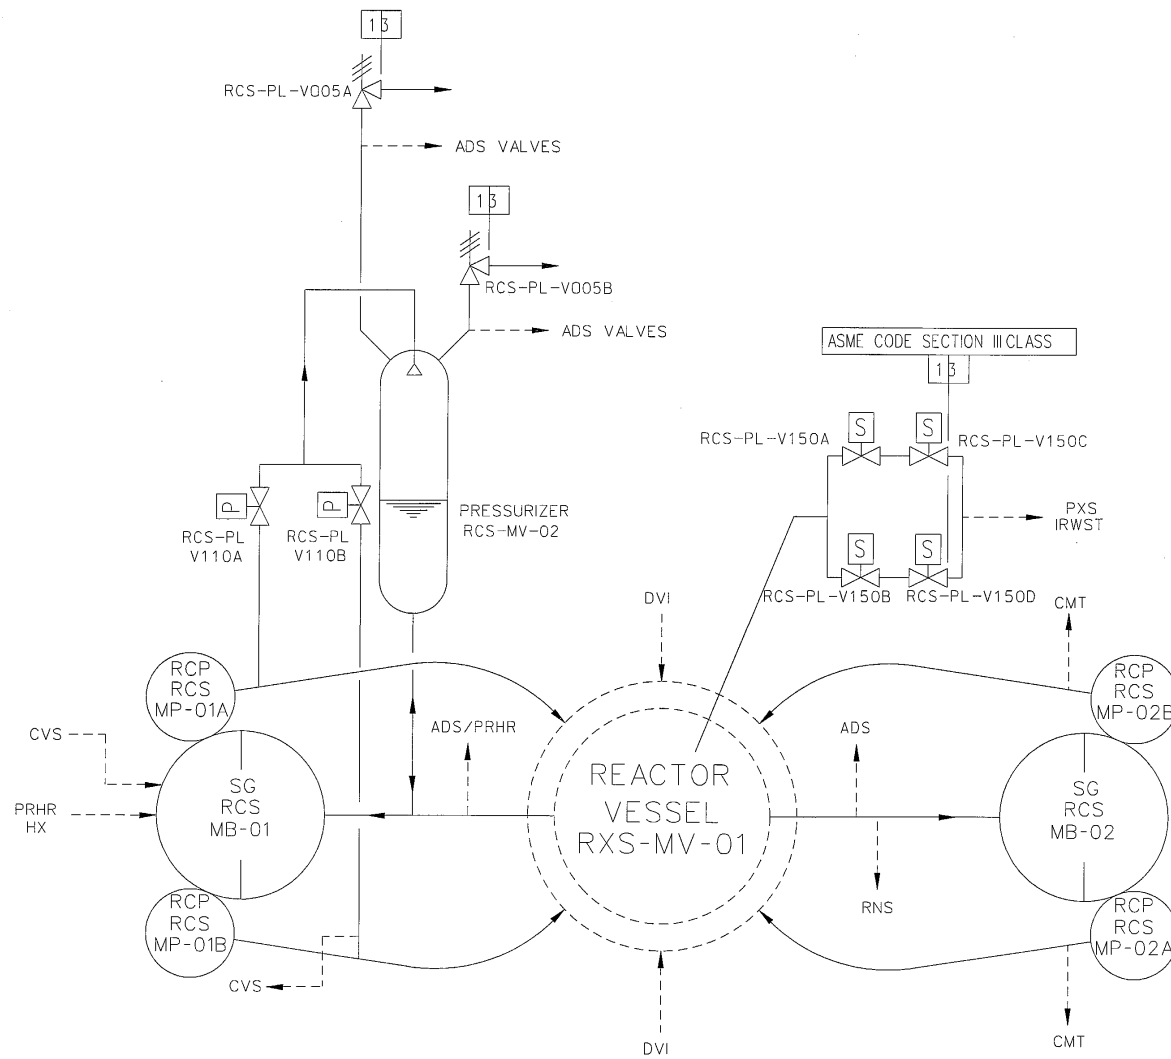 13
RCS-PL-V005A
ADS VALVES
13
RCS-PL-V005B
ADS VALVES
ASME CODE SECTION III CLASS
13
RCS-PL-V150A
S
S
RCS-PL-V150C
P
P
RCS-PL
V110A
RCS-PL
V110B
PRESSURIZER
RCS-MV-02
PXS
IRWST
S
S
RCS-PL-V150B
RCS-PL-V150D
DVI
CMT
RCP
RCS
MP-01A
RCP
RCS
MP-02B
CVS
ADS/PRHR
ADS
PRHR
HX
SG
RCS
MB-01
REACTOR
VESSEL
RXS-MV-01
SG
RCS
MB-02
RNS
RCP
RCS
MP-01B
RCP
RCS
MP-02A
CVS
DVI
CMT